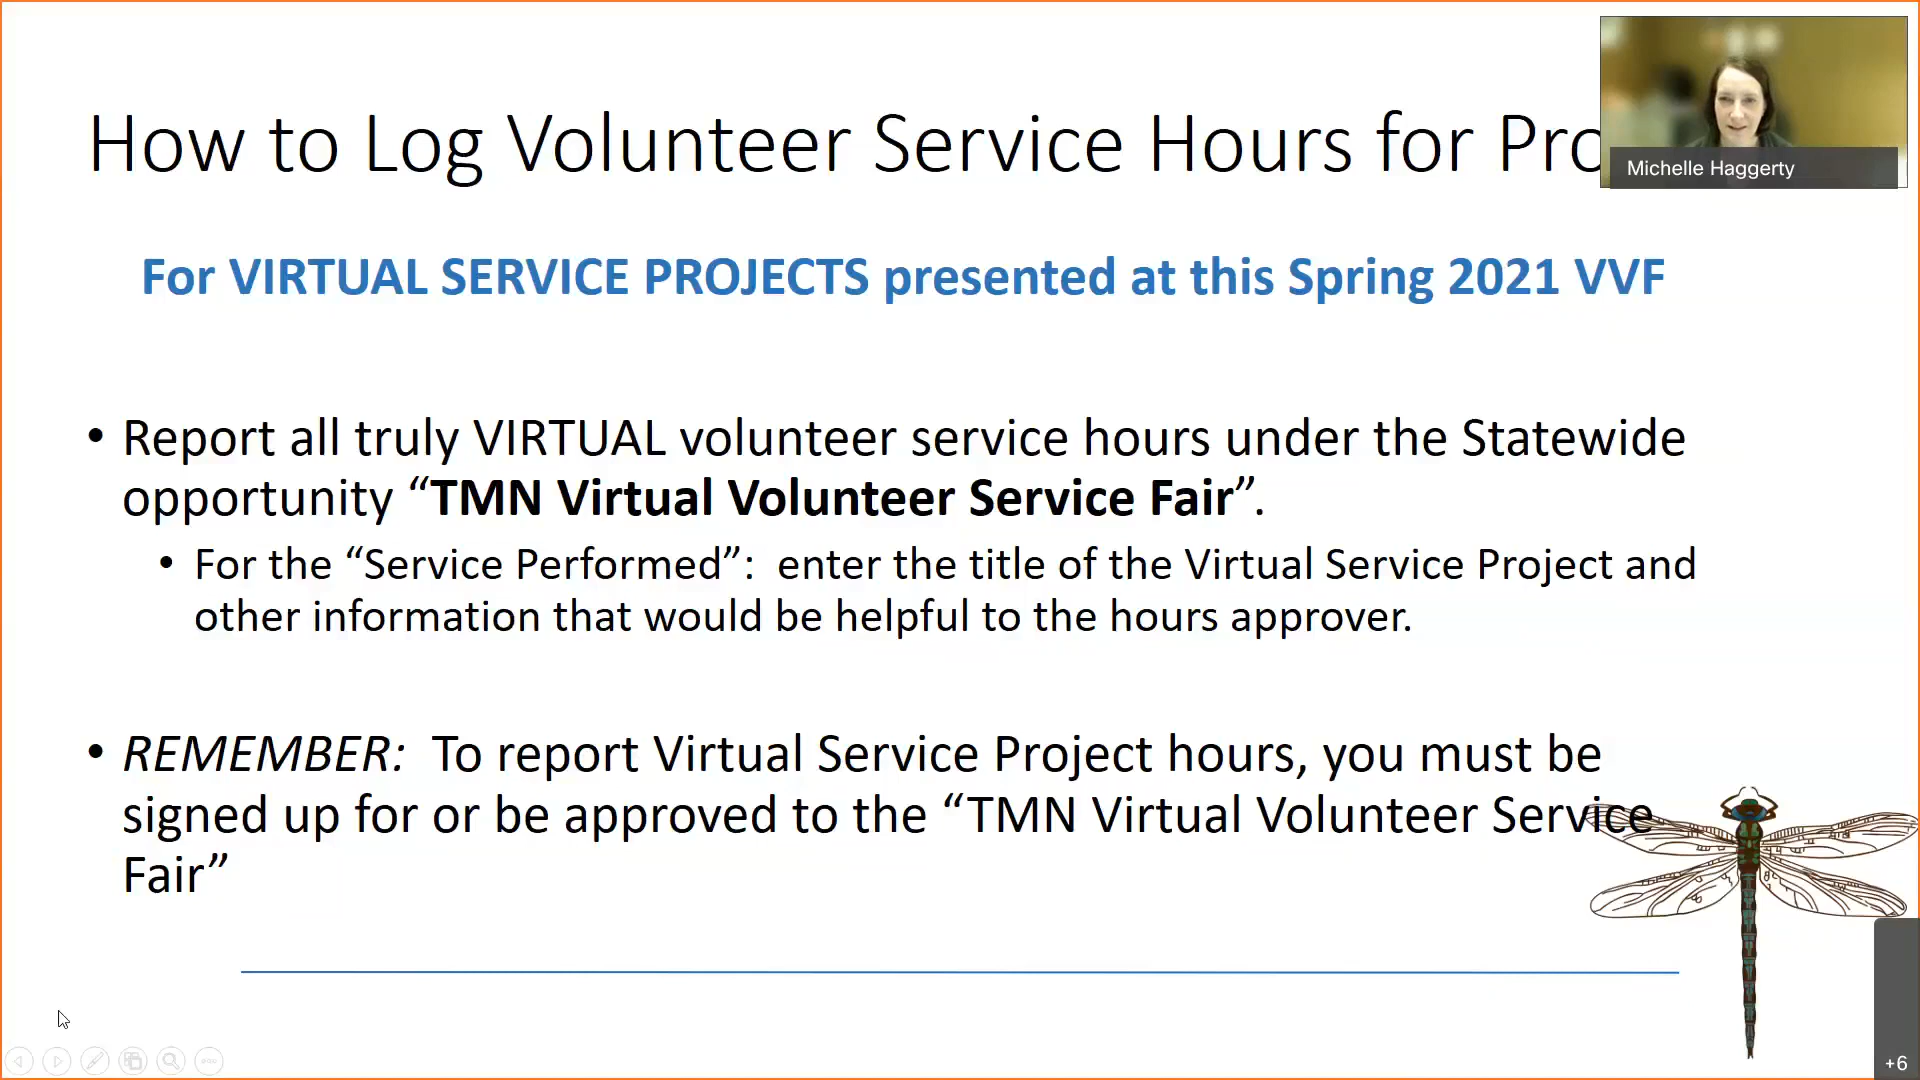 How to Log Volunteer Service Hours for Pro
Michelle Haggerty
For VIRTUAL SERVICE PROJECTS presented at this Spring 2021 VVF
• Report all truly VIRTUAL volunteer service hours under the Statewide
opportunity “TMN Virtual Volunteer Service Fair”.
• For the “Service Performed”: enter the title of the Virtual Service Project and
other information that would be helpful to the hours approver.
• REMEMBER: To report Virtual Service Project hours, you must be
signed up for or be approved to the “TMN Virtual Volunteer Service
Fair”
+6